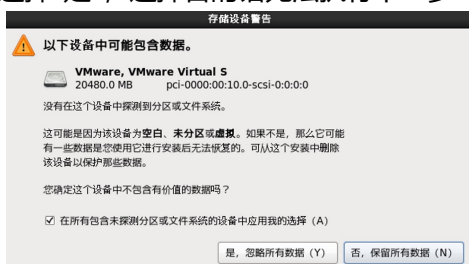 存储设备警告
以下设备中可能包含数据。
VMware, VMware Virtual S
20480.0 MB pci-0000:00:10.0-scsi-0:0:0:0
没有在这个设备中探测到分区或文件系统。
这可能是因为该设备为空白、未分区或虚拟。如果不是，那么它可能
有一些数据是您使用它进行安装后无法恢复的。可从这个安装中删除
该设备以保护那些数据。
您确定这个设备中不包含有价值的数据吗？
在所有包含未探测分区或文件系统的设备中应用我的选择（A）
是，忽略所有数据（Y） 否，保留所有数据（N）